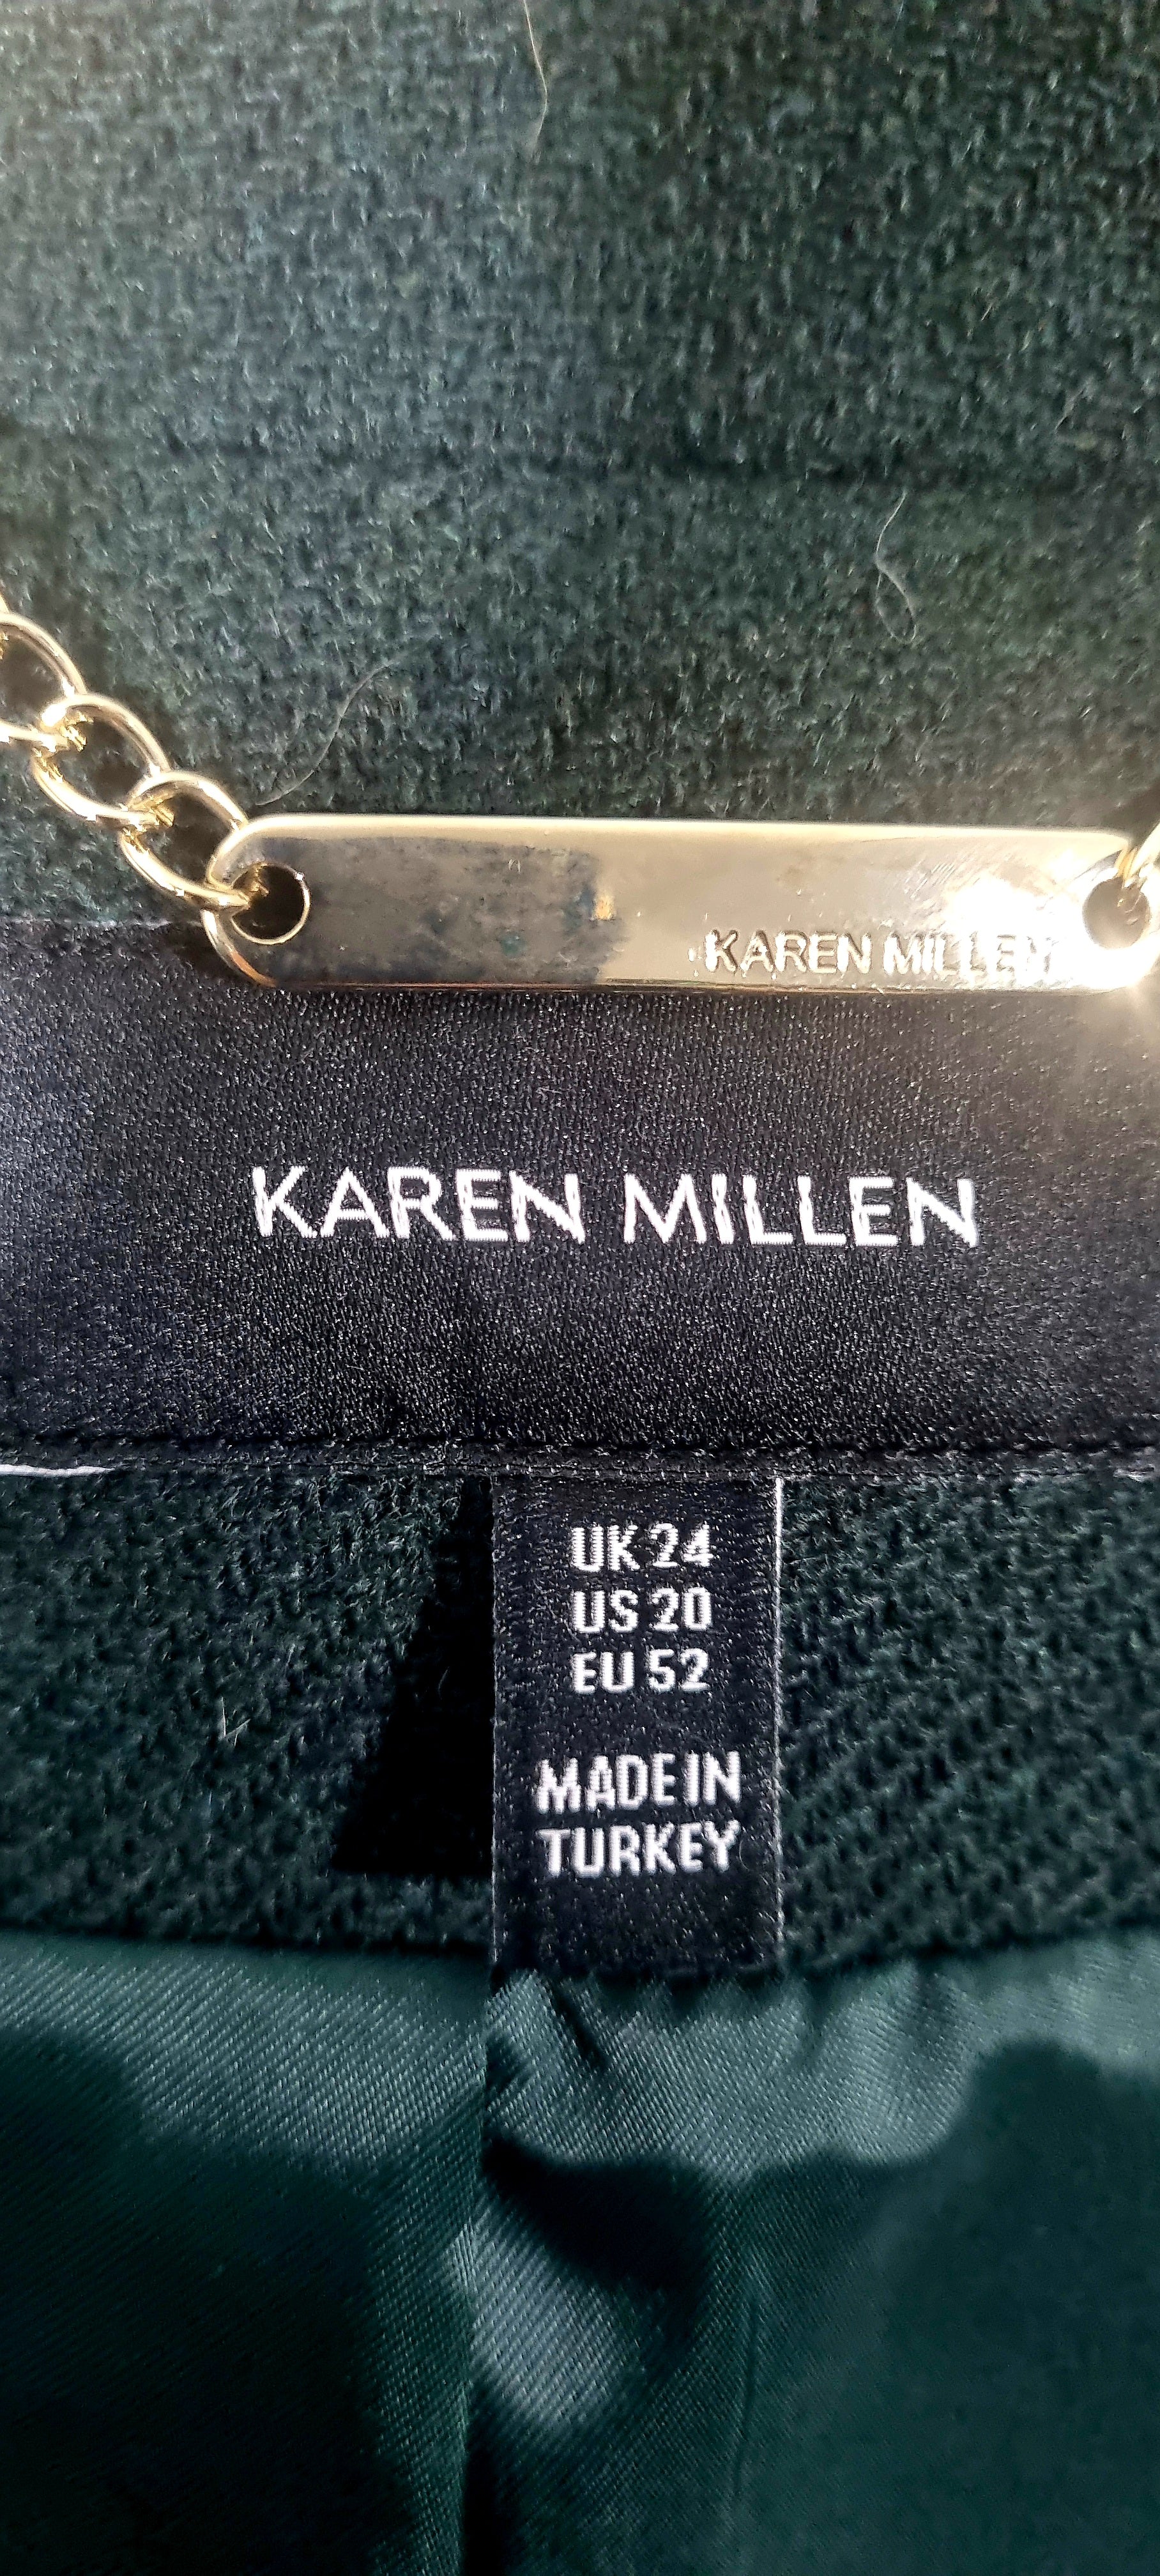 KAREN MILLEN
KAREN MILLEN
UK 24
US 20
EU 52
MADE IN
TURKEY